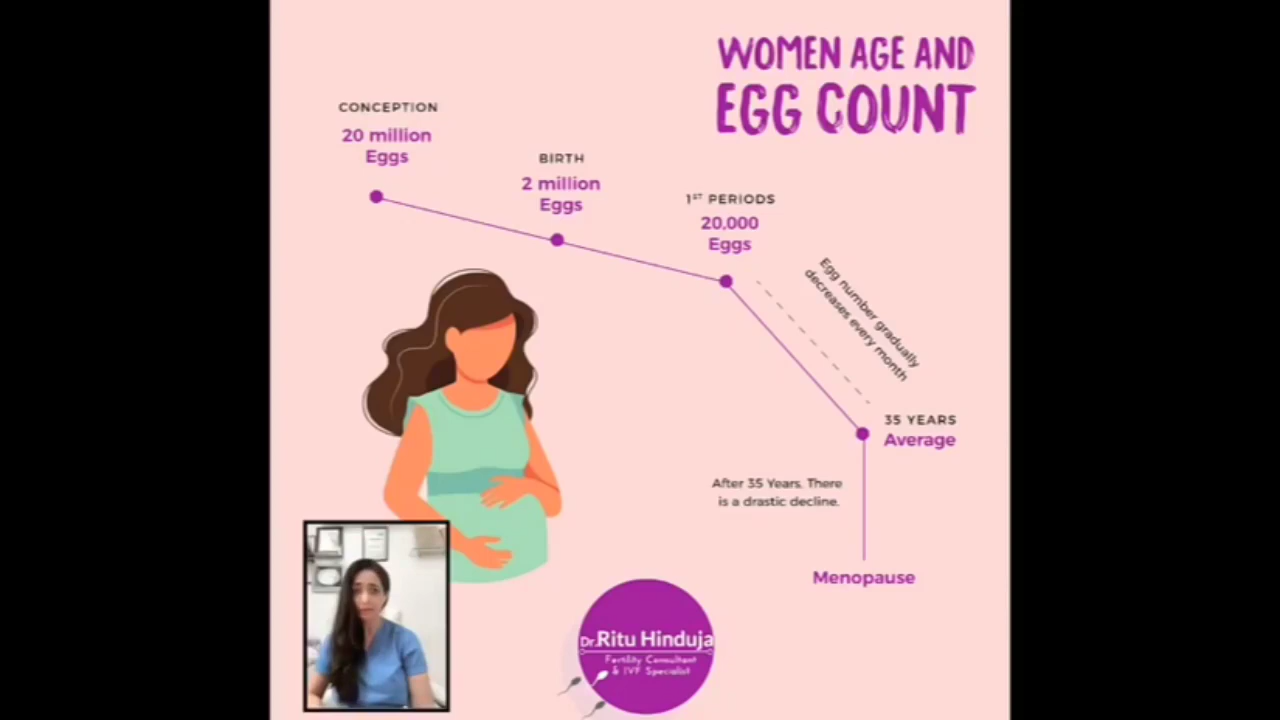 WOMEN AGE AND
EGG COUNT
CONCEPTION
20 million
Eggs
BIRTH
2 million
Eggs
1ST PERIODS
20,000
Eggs
Egg number gradually
decreases every month
35 YEARS
Average
After 35 Years, There
is a drastic decline.
Menopause
Dr.Ritu Hinduja
Fertility Consultant
& IVF Specialist